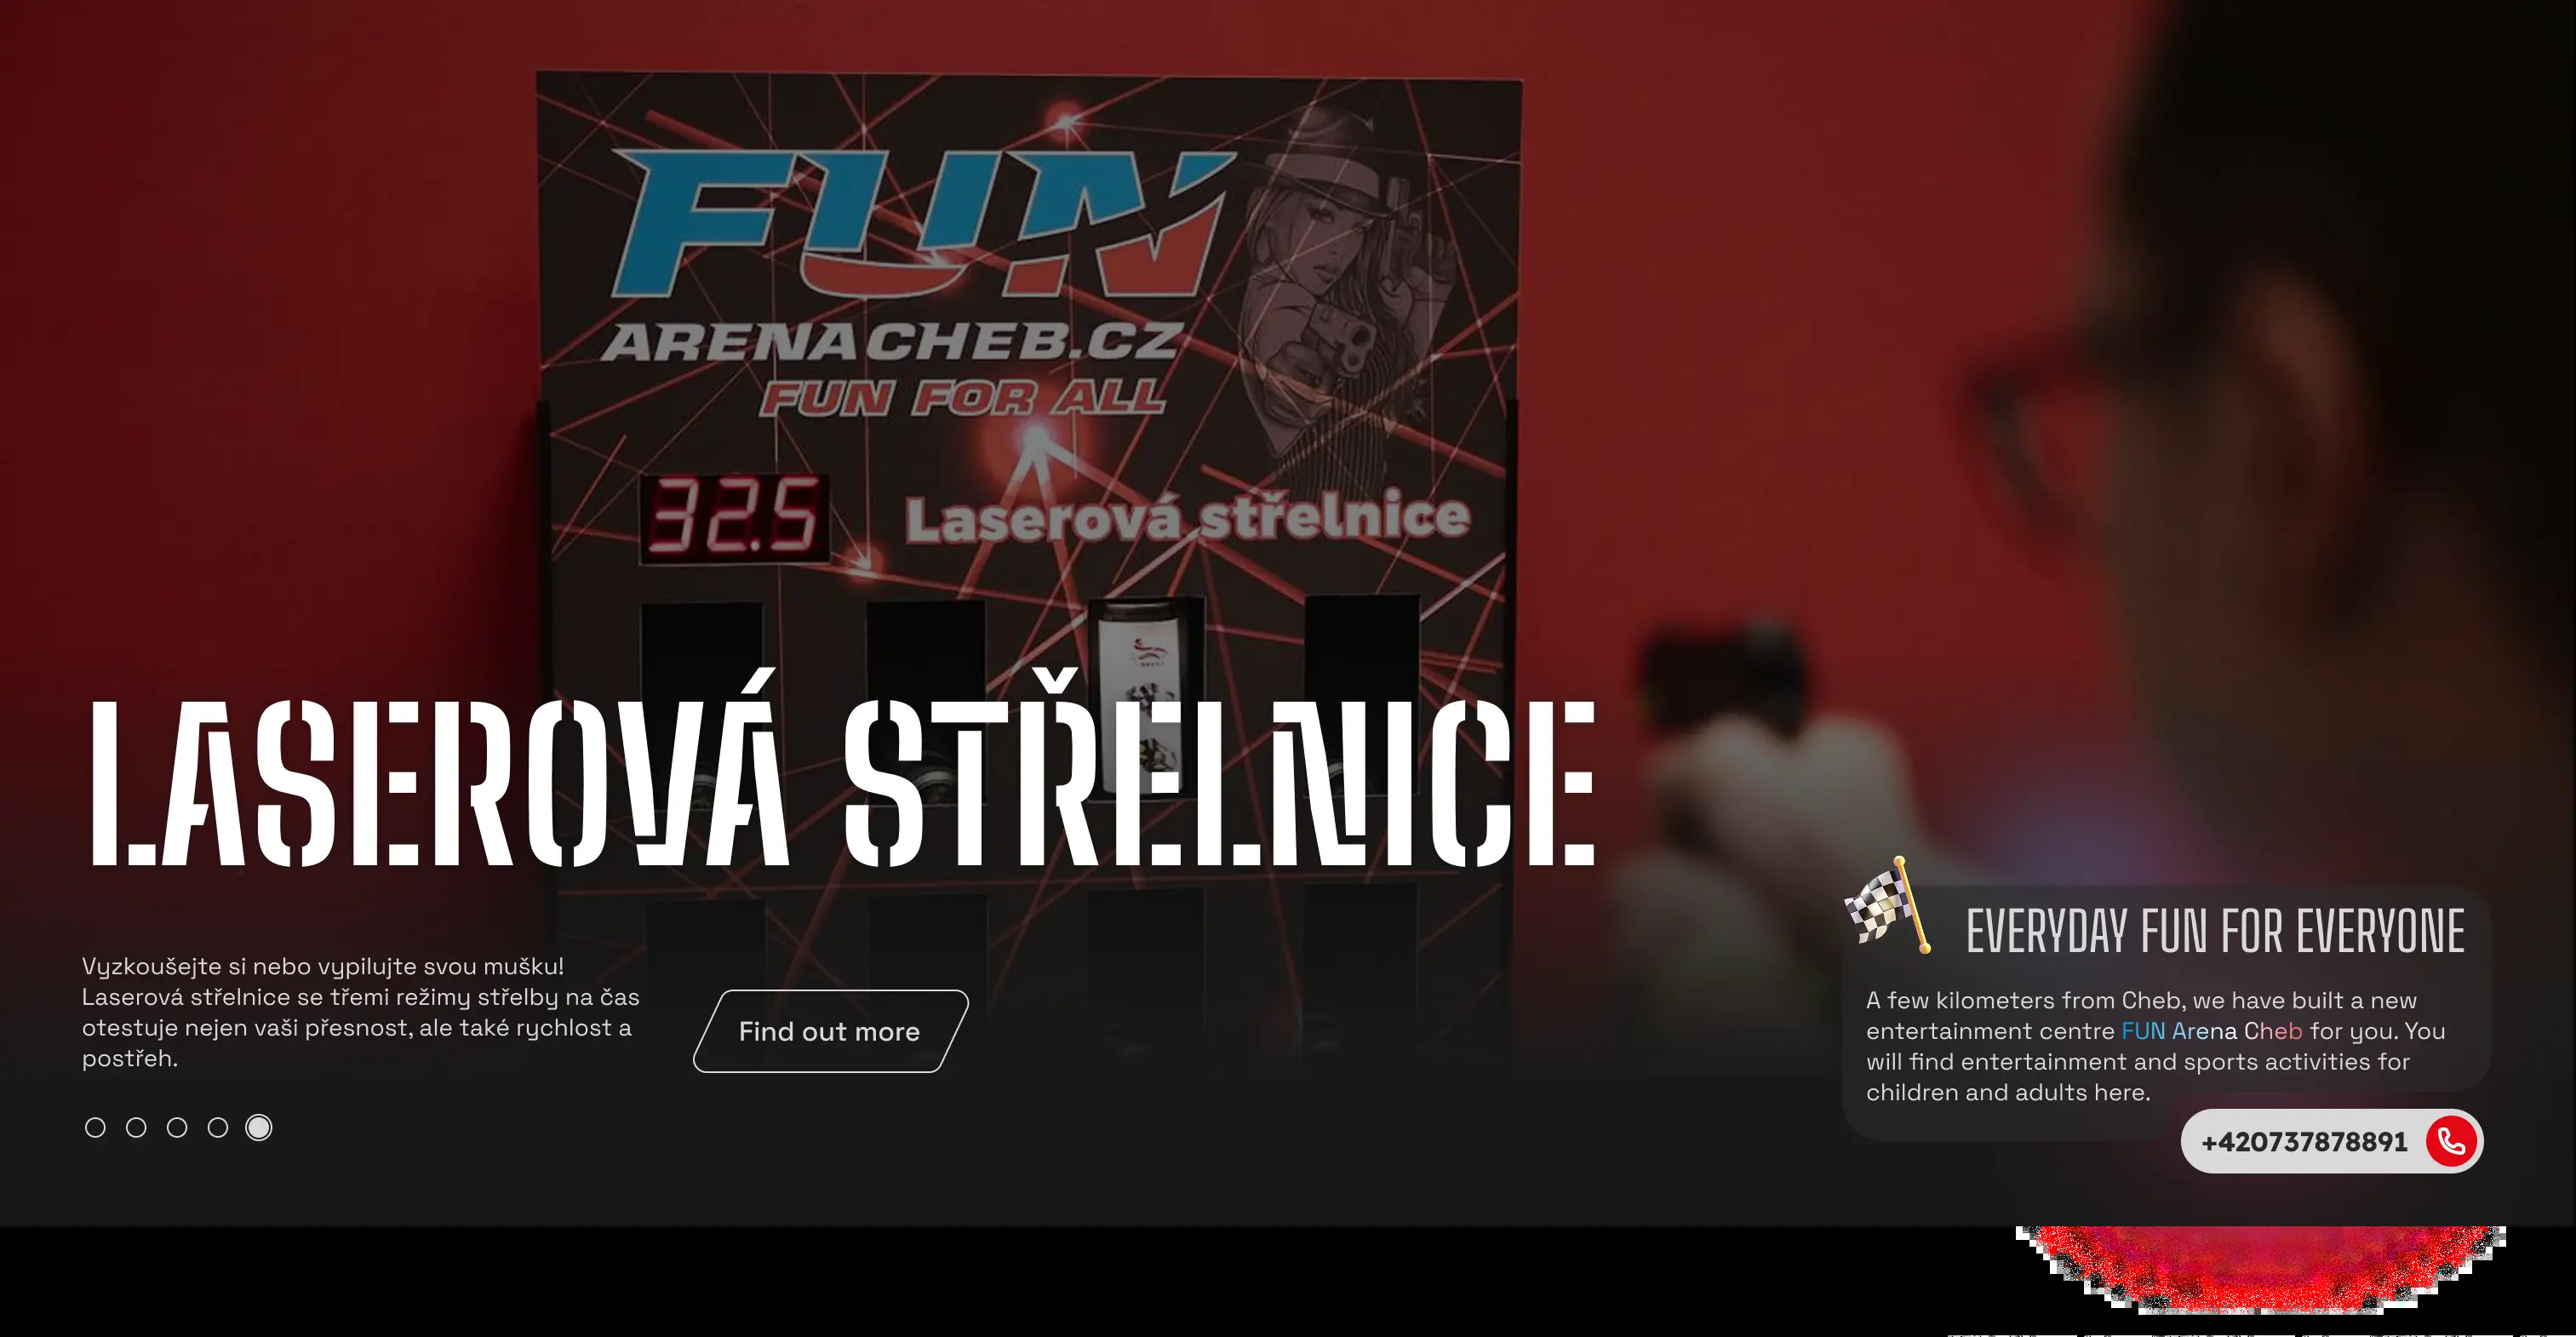 FUN
ARENACHEB.CZ
FUN FOR ALL
32.5
Laserová střelnice
LASEROVÁ STŘELNICE
Vyzkoušejte si nebo vypilujte svou mušku!
Laserová střelnice se třemi režimy střelby na čas
otestuje nejen vaši přesnost, ale také rychlost a
postřeh.
Find out more
EVERYDAY FUN FOR EVERYONE
A few kilometers from Cheb, we have built a new
entertainment centre FUN Arena Cheb for you. You
will find entertainment and sports activities for
children and adults here.
+420737878891